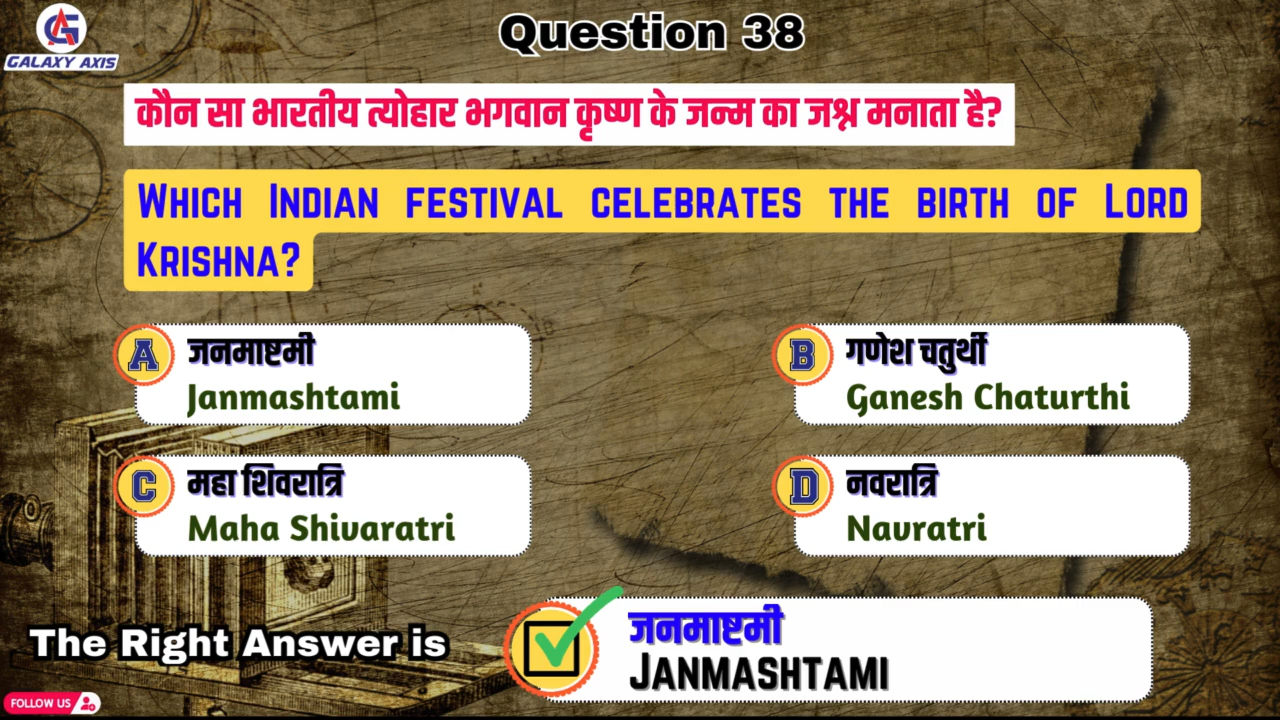 Question 38
GALAXY AXIS
कौन सा भारतीय त्योहार भगवान कृष्ण के जन्म का जश्न मनाता है?
WHICH INDIAN FESTIVAL CELEBRATES THE BIRTH OF LORD
KRISHNA?
A जनमाष्टमी
Janmashtami
B गणेश चतुर्थी
Ganesh Chaturthi
C महा शिवरात्रि
Maha Shivaratri
D नवरात्रि
Navratri
The Right Answer is
जनमाष्टमी
JANMASHTAMI
FOLLOW US